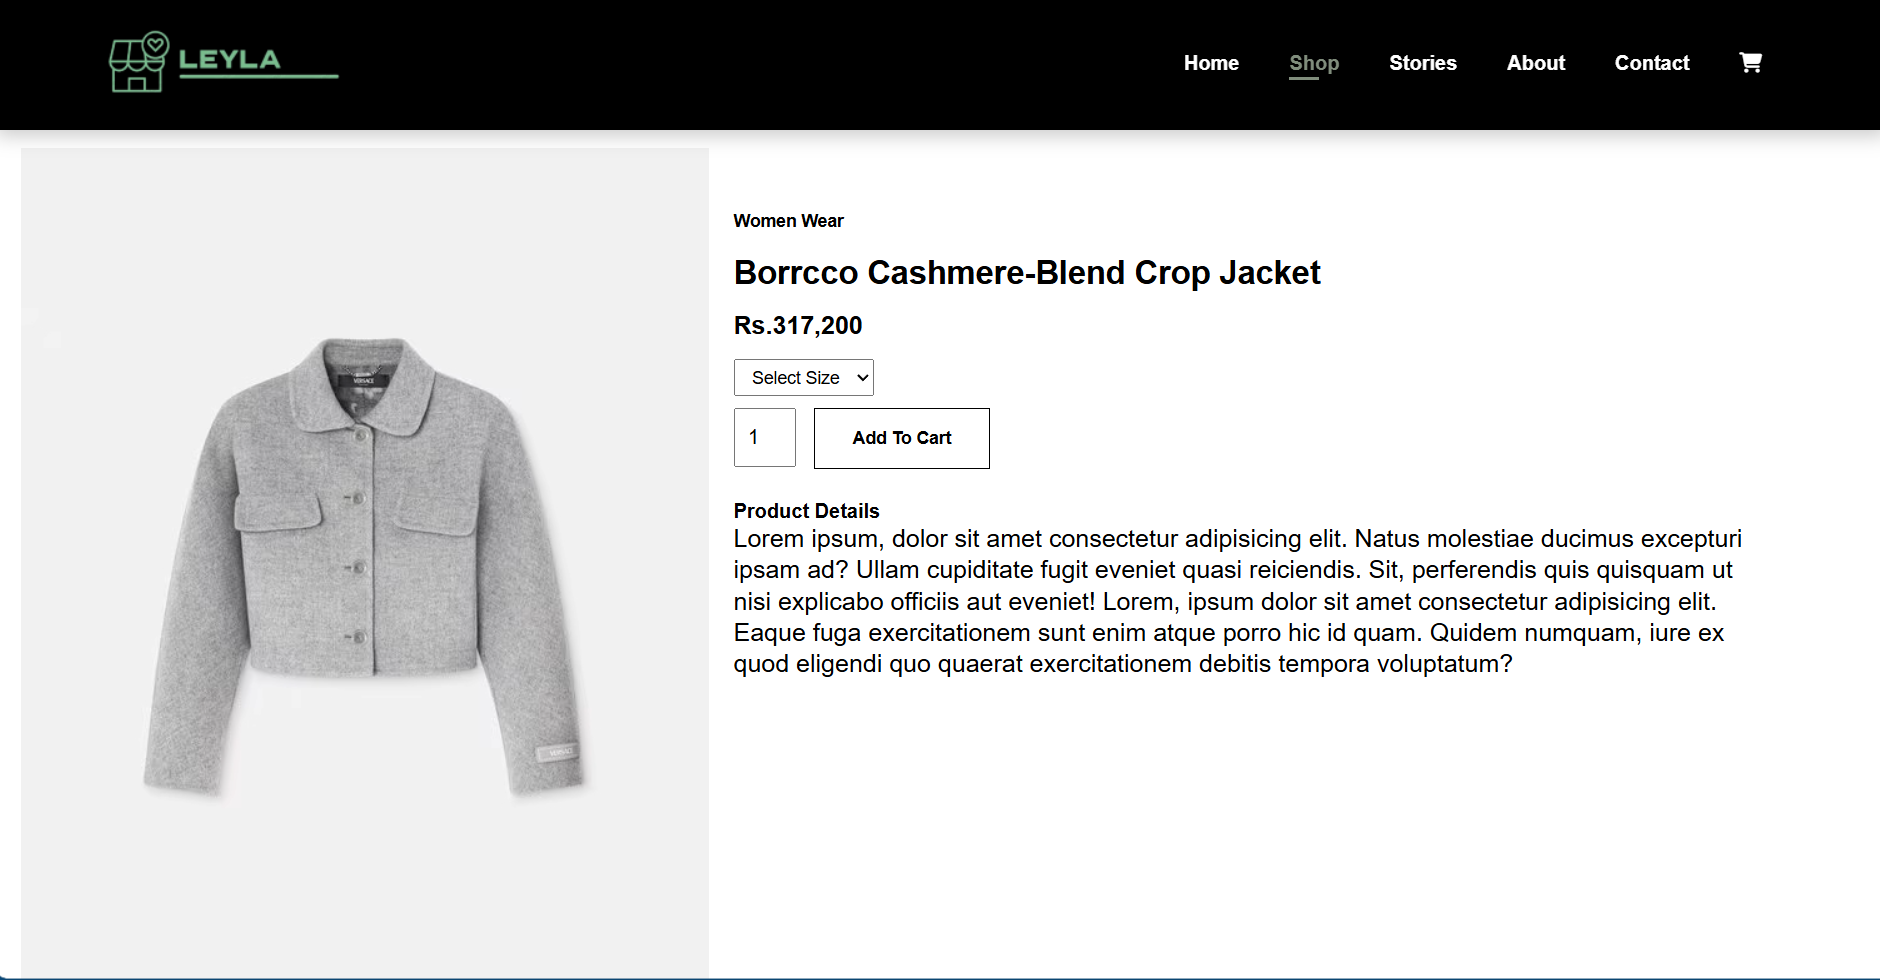 LEYLA
Home Shop Stories About Contact
Women Wear
Borrcco Cashmere-Blend Crop Jacket
Rs.317,200
Select Size
1 Add To Cart
VERSACE
VERSACE
Product Details
Lorem ipsum, dolor sit amet consectetur adipisicing elit. Natus molestiae ducimus excepturi
ipsam ad? Ullam cupiditate fugit eveniet quasi reiciendis. Sit, perferendis quis quisquam ut
nisi explicabo officiis aut eveniet! Lorem, ipsum dolor sit amet consectetur adipisicing elit.
Eaque fuga exercitationem sunt enim atque porro hic id quam. Quidem numquam, iure ex
quod eligendi quo quaerat exercitationem debitis tempora voluptatum?